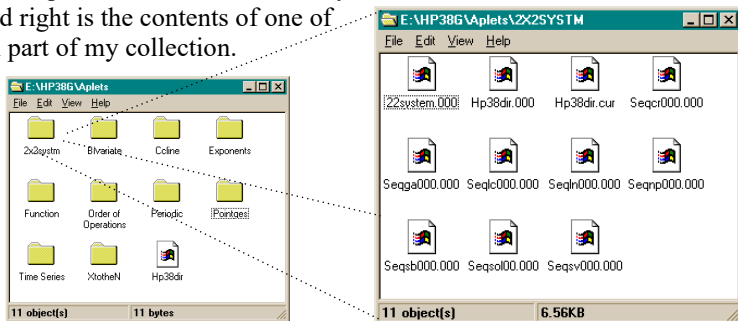 d right is the contents of one of
part of my collection.
E:\HP38G\Aplets
File Edit View Help
2x2systm BIvariate Ccline Exponents
Function Order of Operations Periodic Pointges
Time Series XtotheN Hp38dir
11 object(s) 11 bytes
E:\HP38G\Aplets\2X2SYSTM
File Edit View Help
22system.000 Hp38dir.000 Hp38dir.cur Seqcr000.000
Seqga000.000 Seqlc000.000 Seqln000.000 Seqnp000.000
Seqsb000.000 Seqsol00.000 Seqsv000.000
11 object(s) 6.56KB